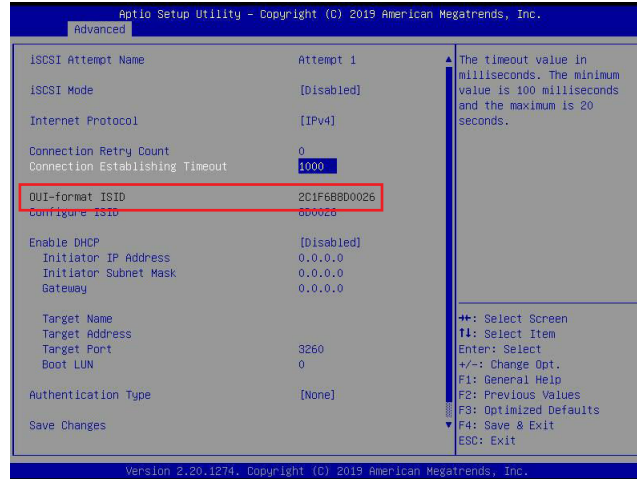 Aptio Setup Utility – Copyright (C) 2019 American Megatrends, Inc.
Advanced
iSCSI Attempt Name Attempt 1
iSCSI Mode [Disabled]
Internet Protocol [IPv4]
Connection Retry Count 0
Connection Establishing Timeout 1000
OUI-format ISID 2C1F6B8D0026
Configure ISID 8D0026
Enable DHCP [Disabled]
Initiator IP Address 0.0.0.0
Initiator Subnet Mask 0.0.0.0
Gateway 0.0.0.0
Target Name
Target Address
Target Port 3260
Boot LUN 0
Authentication Type [None]
Save Changes
The timeout value in
milliseconds. The minimum
value is 100 milliseconds
and the maximum is 20
seconds.
→←: Select Screen
↑↓: Select Item
Enter: Select
+/-: Change Opt.
F1: General Help
F2: Previous Values
F3: Optimized Defaults
F4: Save & Exit
ESC: Exit
Version 2.20.1274. Copyright (C) 2019 American Megatrends, Inc.